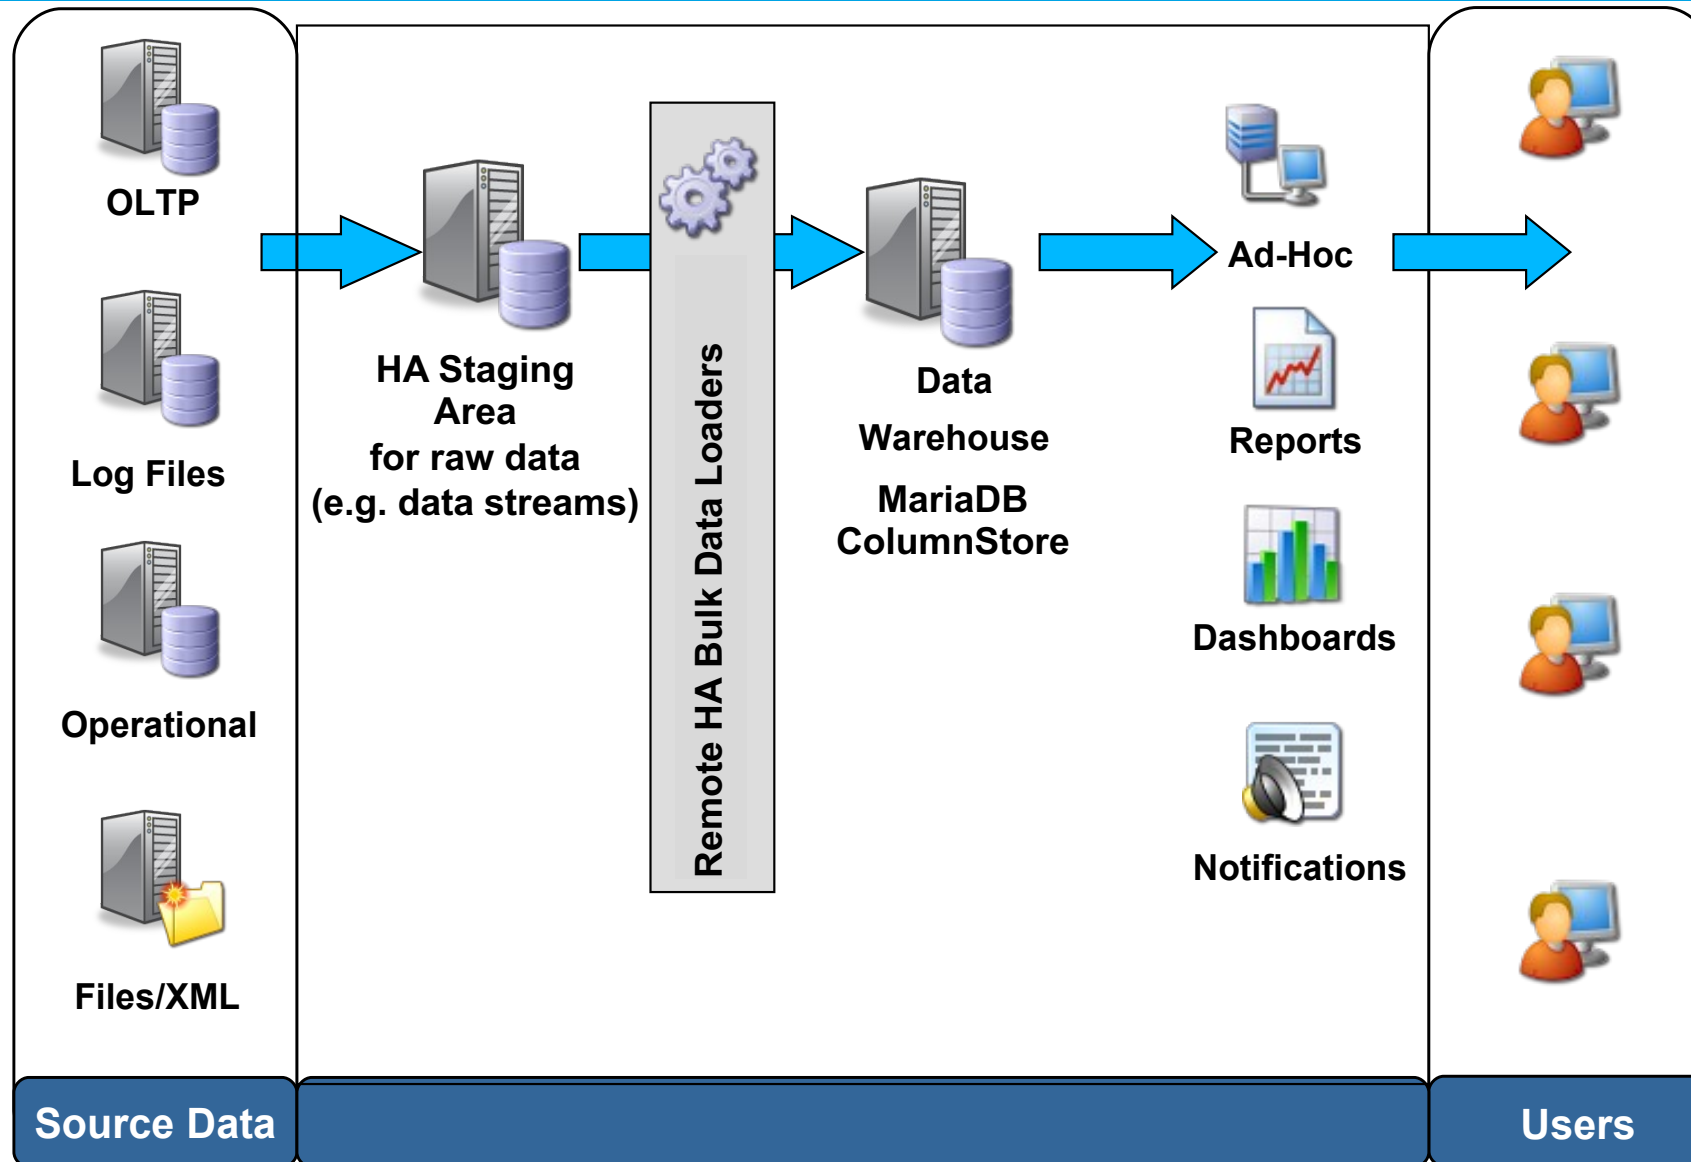 OLTP
Log Files
Operational
Files/XML
HA Staging
Area
for raw data
(e.g. data streams)
Remote HA Bulk Data Loaders
Data
Warehouse
MariaDB
ColumnStore
Ad-Hoc
Reports
Dashboards
Notifications
Source Data
Users